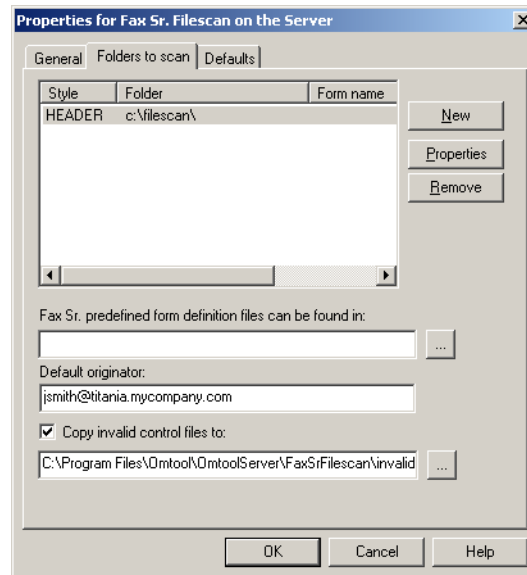 Properties for Fax Sr. Filescan on the Server
General Folders to scan Defaults
Style Folder Form name
HEADER c:\filescan\
New
Properties
Remove
Fax Sr. predefined form definition files can be found in:
...
Default originator:
jsmith@titania.mycompany.com
Copy invalid control files to:
C:\Program Files\Omtool\OmtoolServer\FaxSrFilescan\invalid
...
OK Cancel Help